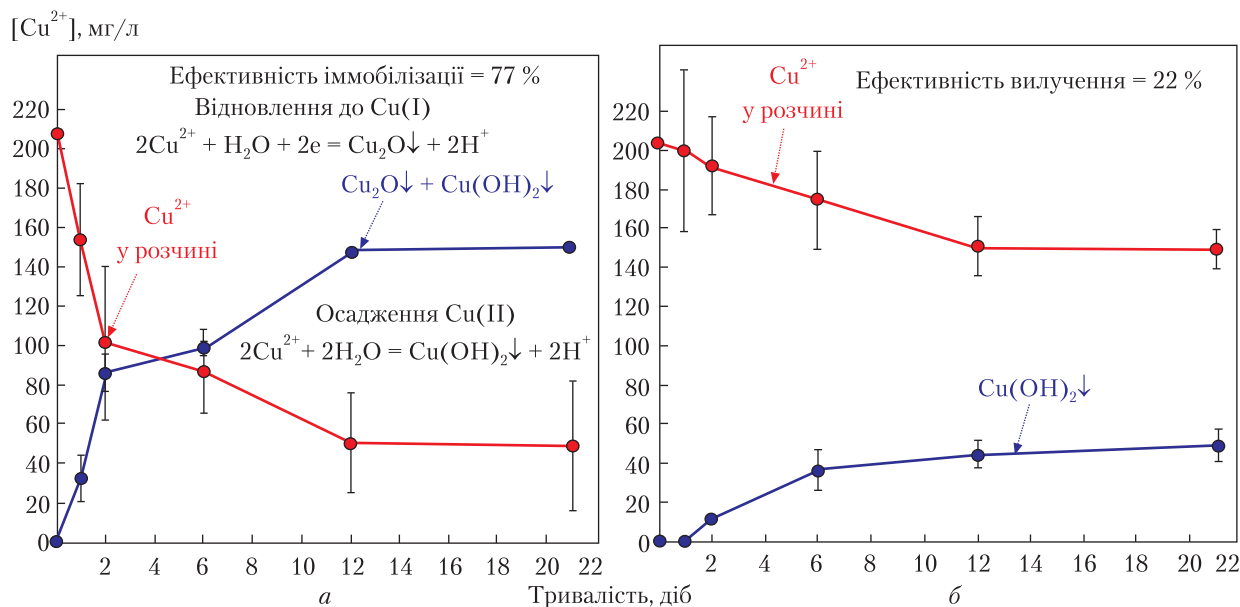 [Cu²⁺], мг/л
Ефективність іммобілізації = 77 %
Відновлення до Cu(I)
2Cu²⁺ + H₂O + 2e = Cu₂O↓ + 2H⁺
Cu₂O↓ + Cu(OH)₂↓
Cu²⁺
у розчині
Осадження Cu(II)
2Cu²⁺ + 2H₂O = Cu(OH)₂↓ + 2H⁺
220
200
180
160
140
120
100
80
60
40
20
0
2 4 6 8 10 12 14 16 18 20 22
а
Cu²⁺
у розчині
Ефективність вилучення = 22 %
Cu(OH)₂↓
220
200
180
160
140
120
100
80
60
40
20
0
2 4 6 8 10 12 14 16 18 20 22
Тривалість, діб
б